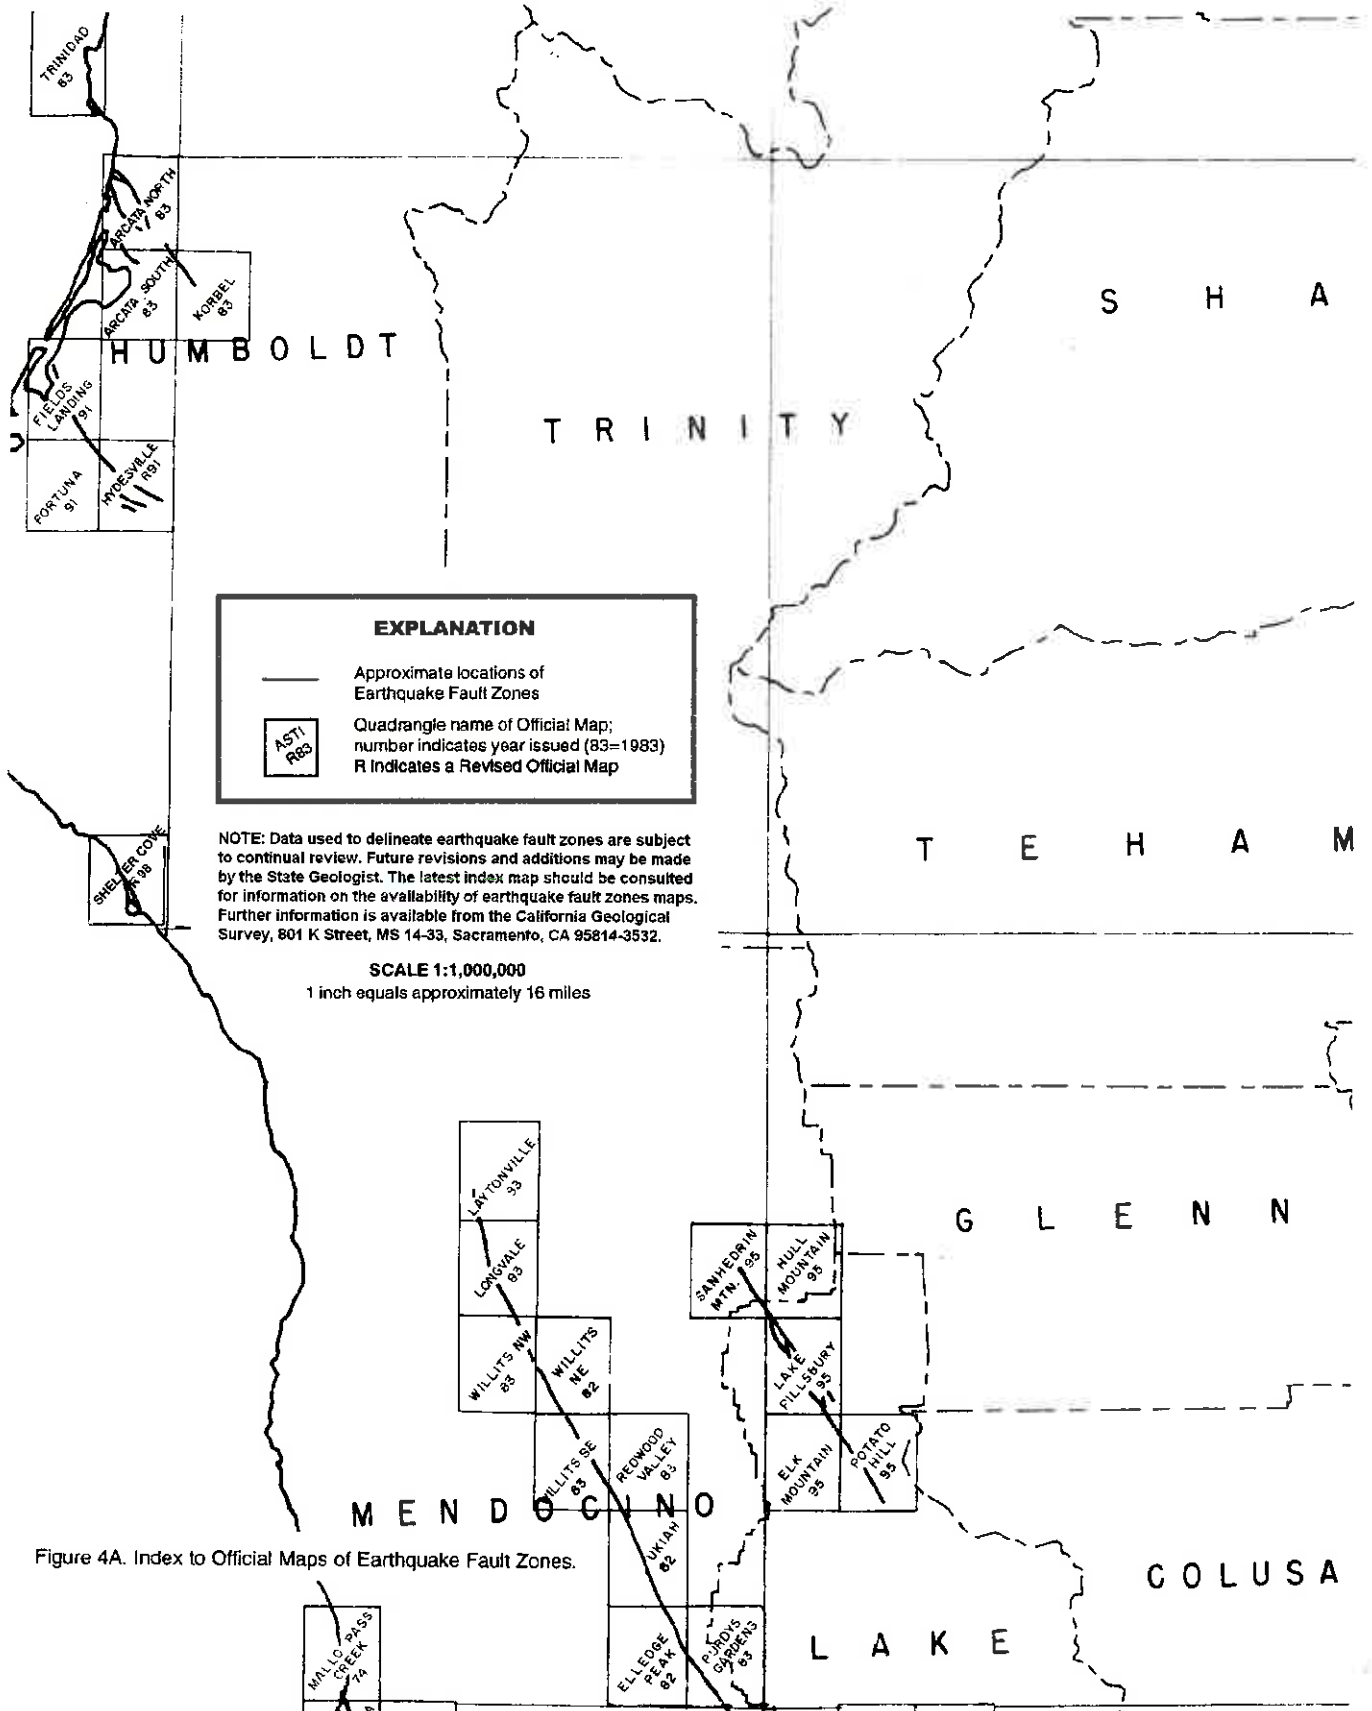 TRINIDAD
83
ARCATA NORTH
83
ARCATA SOUTH
83
KORBEL
83
S H A
HUMBOLDT
FIELDS
LANDING
91
TRINITY
FORTUNA
91
HYDESVILLE
R91
EXPLANATION
Approximate locations of
Earthquake Fault Zones
ASTI
R83
Quadrangle name of Official Map;
number indicates year issued (83=1983)
R indicates a Revised Official Map
SHELTER COVE
R 98
NOTE: Data used to delineate earthquake fault zones are subject
to continual review. Future revisions and additions may be made
by the State Geologist. The latest index map should be consulted
for information on the availability of earthquake fault zones maps.
Further information is available from the California Geological
Survey, 801 K Street, MS 14-33, Sacramento, CA 95814-3532.
T E H A M
SCALE 1:1,000,000
1 inch equals approximately 16 miles
LAYTONVILLE
83
GLENN
LONGVALE
83
SANHEDRIN
MTN. 95
HULL
MOUNTAIN
95
WILLITS NW
83
WILLITS
NE
82
LAKE
PILLSBURY
95
WILLITS SE
83
REDWOOD
VALLEY
83
ELK
MOUNTAIN
95
POTATO
HILL
95
MENDOCINO
UKIAH
82
Figure 4A. Index to Official Maps of Earthquake Fault Zones.
COLUSA
MALLO PASS
CREEK
74
ELLEDGE
PEAK
82
PURDYS
GARDENS
83
LAKE